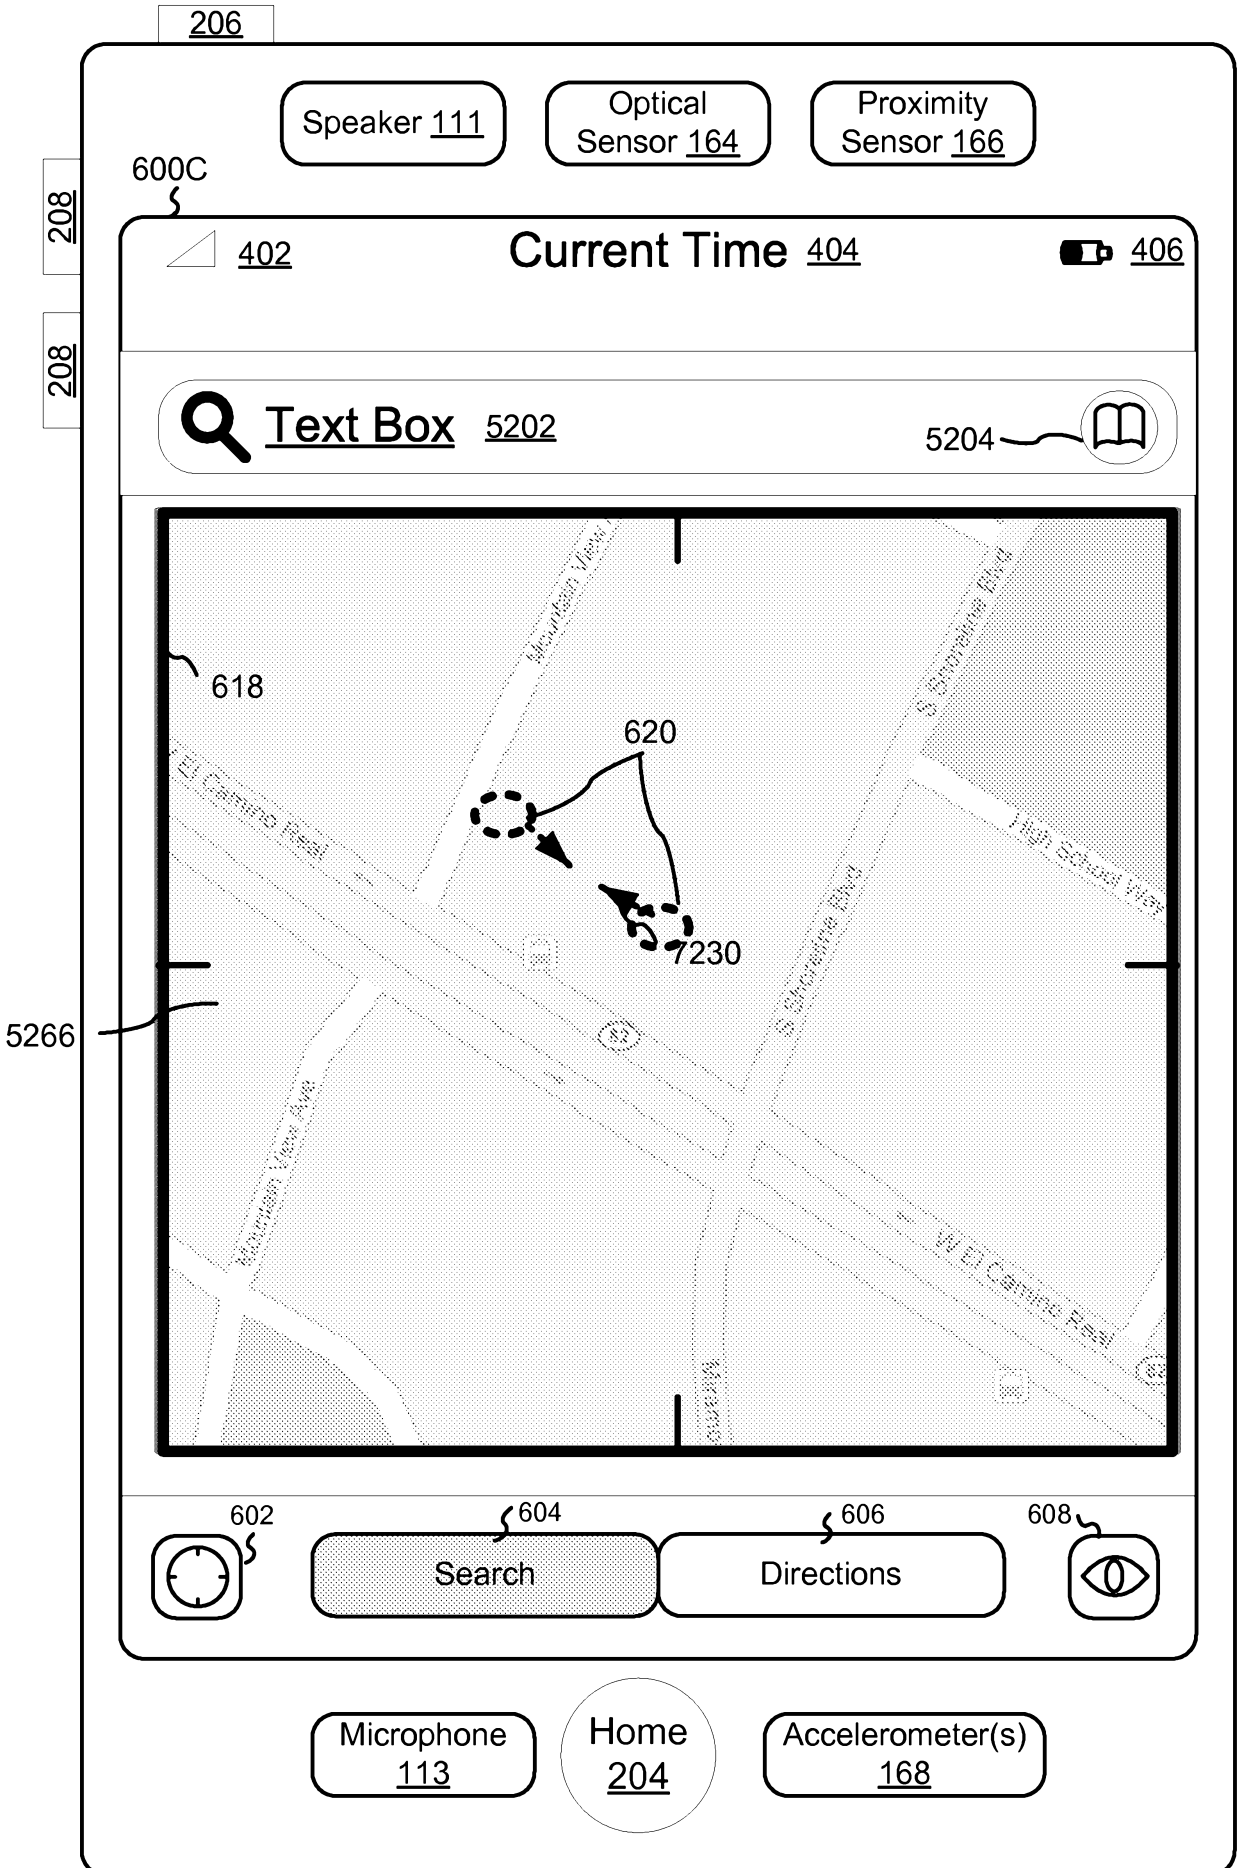 206
Speaker 111
Optical
Sensor 164
Proximity
Sensor 166
600C
208
208
402
Current Time 404
406
Text Box 5202
5204
Mountain View
S Shoreline Blvd
618
620
El Camino Real
High School Way
S Shoreline Blvd
7230
5266
82
Mountain View Ave
W El Camino Real
82
602
604
606
608
Search
Directions
Microphone
113
Home
204
Accelerometer(s)
168